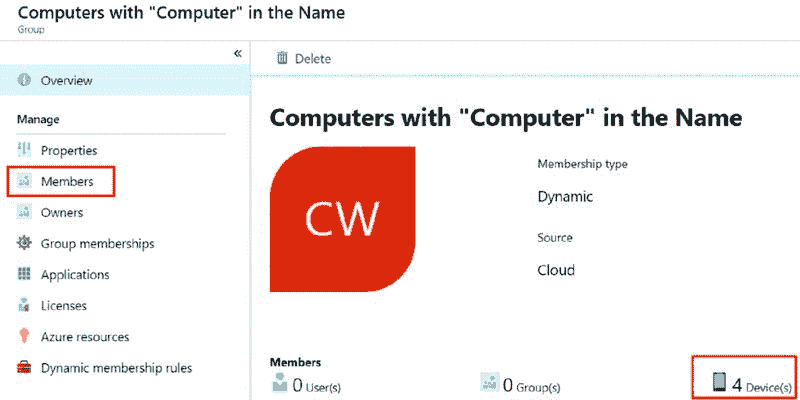 Computers with "Computer" in the Name
Group
«
Delete
Overview
Manage
Properties
Members
Owners
Group memberships
Applications
Licenses
Azure resources
Dynamic membership rules
Computers with "Computer" in the Name
CW
Membership type
Dynamic
Source
Cloud
Members
0 User(s)
0 Group(s)
4 Device(s)